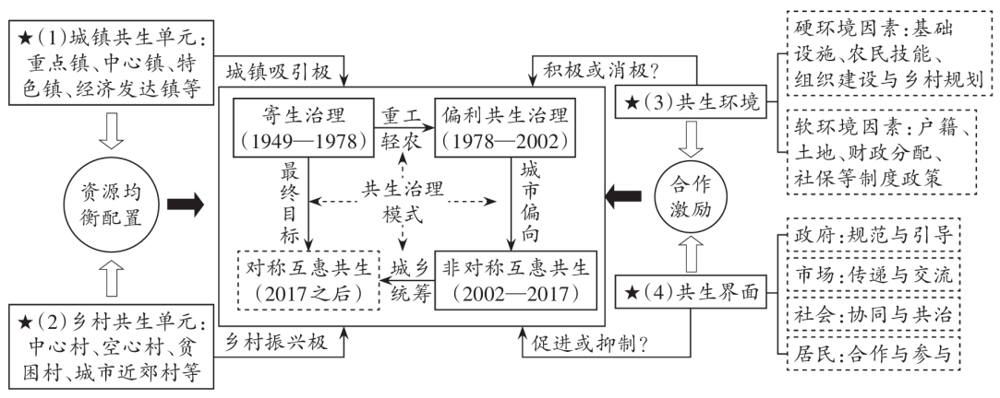 ★(1)城镇共生单元：
重点镇、中心镇、特
色镇、经济发达镇等
资源均
衡配置
★(2)乡村共生单元：
中心村、空心村、贫
困村、城市近郊村等
城镇吸引极
乡村振兴极
寄生治理
(1949—1978)
重工
轻农
偏利共生治理
(1978—2002)
最终目标
共生治理
模式
城市偏向
对称互惠共生
(2017之后)
城乡
统筹
非对称互惠共生
(2002—2017)
积极或消极？
促进或抑制？
★(3)共生环境
合作
激励
★(4)共生界面
硬环境因素：基础
设施、农民技能、
组织建设与乡村规划
软环境因素：户籍、
土地、财政分配、
社保等制度政策
政府：规范与引导
市场：传递与交流
社会：协同与共治
居民：合作与参与